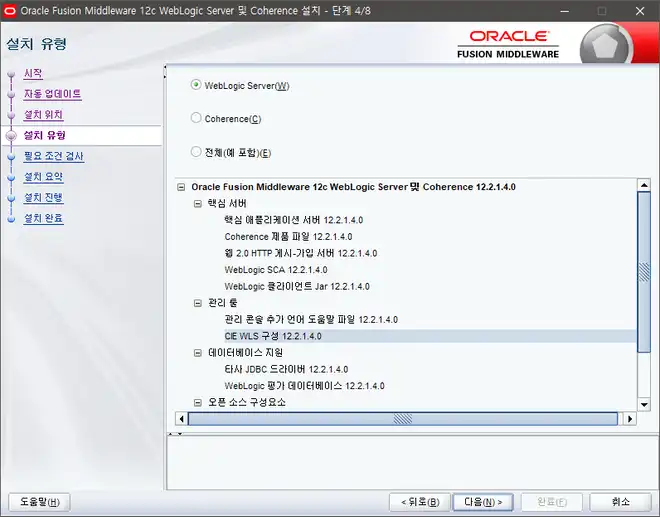 Oracle Fusion Middleware 12c WebLogic Server 및 Coherence 설치 - 단계 4/8
설치 유형
ORACLE
FUSION MIDDLEWARE
시작
자동 업데이트
설치 위치
설치 유형
필요 조건 검사
설치 요약
설치 진행
설치 완료
WebLogic Server(W)
Coherence(C)
전체(예 포함)(E)
Oracle Fusion Middleware 12c WebLogic Server 및 Coherence 12.2.1.4.0
핵심 서버
핵심 애플리케이션 서버 12.2.1.4.0
Coherence 제품 파일 12.2.1.4.0
웹 2.0 HTTP 게시-가입 서버 12.2.1.4.0
WebLogic SCA 12.2.1.4.0
WebLogic 클라이언트 Jar 12.2.1.4.0
관리 툴
관리 콘솔 추가 언어 도움말 파일 12.2.1.4.0
CIE WLS 구성 12.2.1.4.0
데이터베이스 지원
타사 JDBC 드라이버 12.2.1.4.0
WebLogic 평가 데이터베이스 12.2.1.4.0
오픈 소스 구성요소
도움말(H)
< 뒤로(B)
다음(N) >
완료(F)
취소